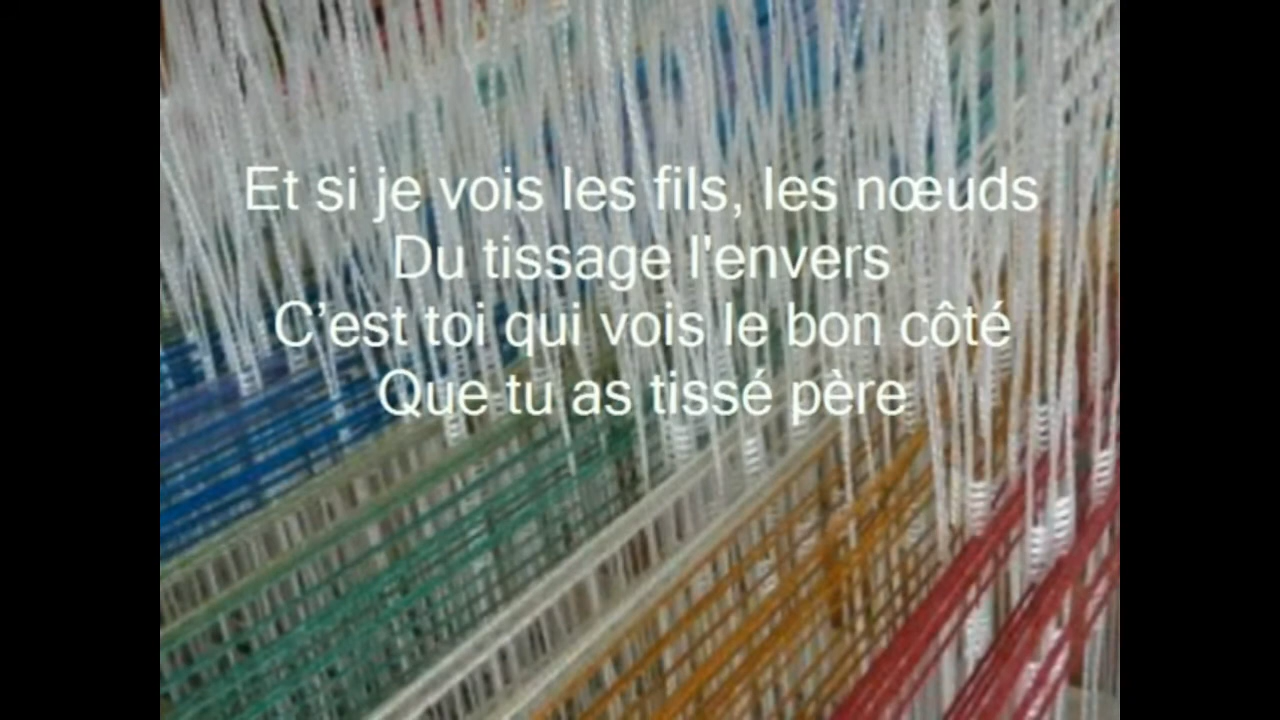 Et si je vois les fils, les nœuds
Du tissage l'envers
C’est toi qui vois le bon côté
Que tu as tissé père